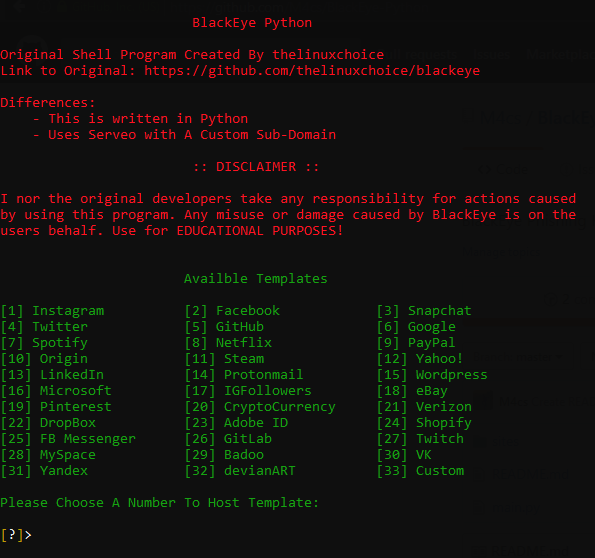 BlackEye Python
Original Shell Program Created By thelinuxchoice
Link to Original: https://github.com/thelinuxchoice/blackeye
Differences:
- This is written in Python
- Uses Serveo with A Custom Sub-Domain
:: DISCLAIMER ::
I nor the original developers take any responsibility for actions caused
by using this program. Any misuse or damage caused by BlackEye is on the
users behalf. Use for EDUCATIONAL PURPOSES!
Availble Templates
[1] Instagram [2] Facebook [3] Snapchat
[4] Twitter [5] GitHub [6] Google
[7] Spotify [8] Netflix [9] PayPal
[10] Origin [11] Steam [12] Yahoo!
[13] LinkedIn [14] Protonmail [15] Wordpress
[16] Microsoft [17] IGFollowers [18] eBay
[19] Pinterest [20] CryptoCurrency [21] Verizon
[22] DropBox [23] Adobe ID [24] Shopify
[25] FB Messenger [26] GitLab [27] Twitch
[28] MySpace [29] Badoo [30] VK
[31] Yandex [32] devianART [33] Custom
Please Choose A Number To Host Template:
[?]>